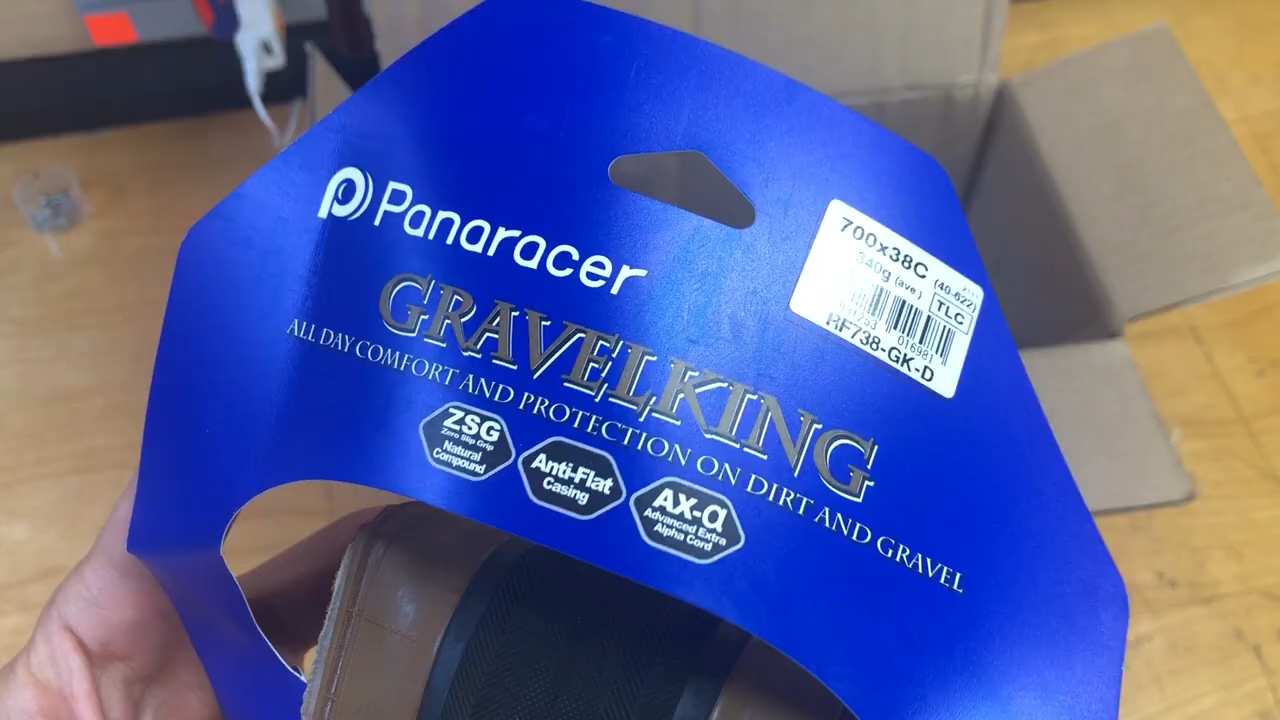 Panaracer
GRAVELKING
ALL DAY COMFORT AND PROTECTION ON DIRT AND GRAVEL
ZSG
Zero Slip Grip
Natural
Compound
Anti-Flat
Casing
AX-α
Advanced Extra
Alpha Cord
700x38C (40-622)
340g (ave.) TLC
016981
RF738-GK-D